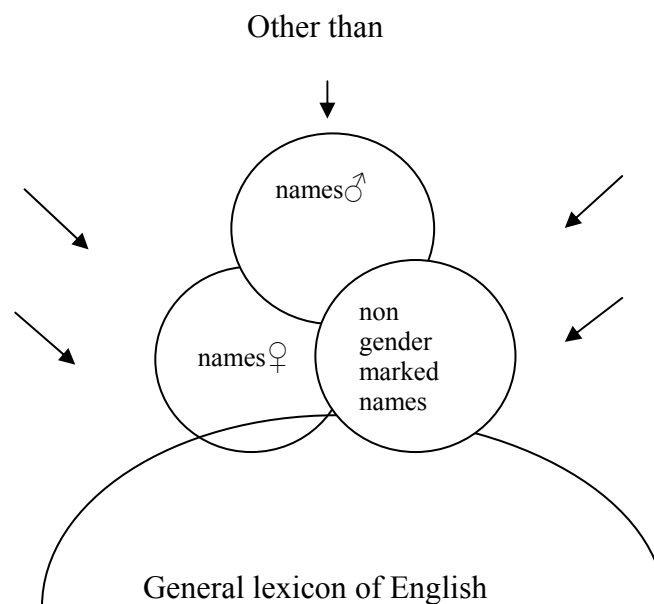 Other than
names♂
names♀
non
gender
marked
names
General lexicon of English